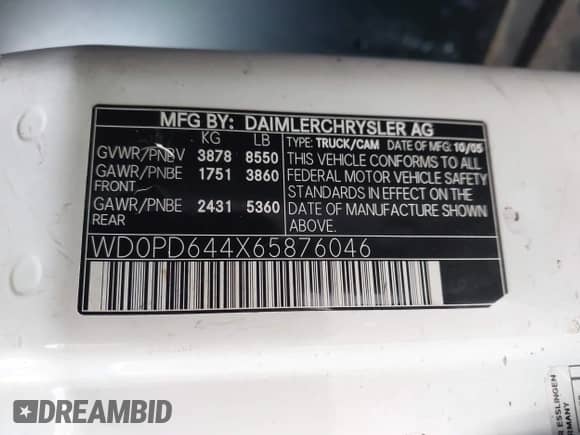 MFG BY: DAIMLERCHRYSLER AG
KG LB TYPE: TRUCK/CAM DATE OF MFG: 10/05
GVWR/PNBV 3878 8550 THIS VEHICLE CONFORMS TO ALL
GAWR/PNBE 1751 3860 FEDERAL MOTOR VEHICLE SAFETY
FRONT STANDARDS IN EFFECT ON THE
GAWR/PNBE 2431 5360 DATE OF MANUFACTURE SHOWN
REAR ABOVE.
WD0PD644X65876046
R ESSLINGEN
ERMANY
DREAMBID